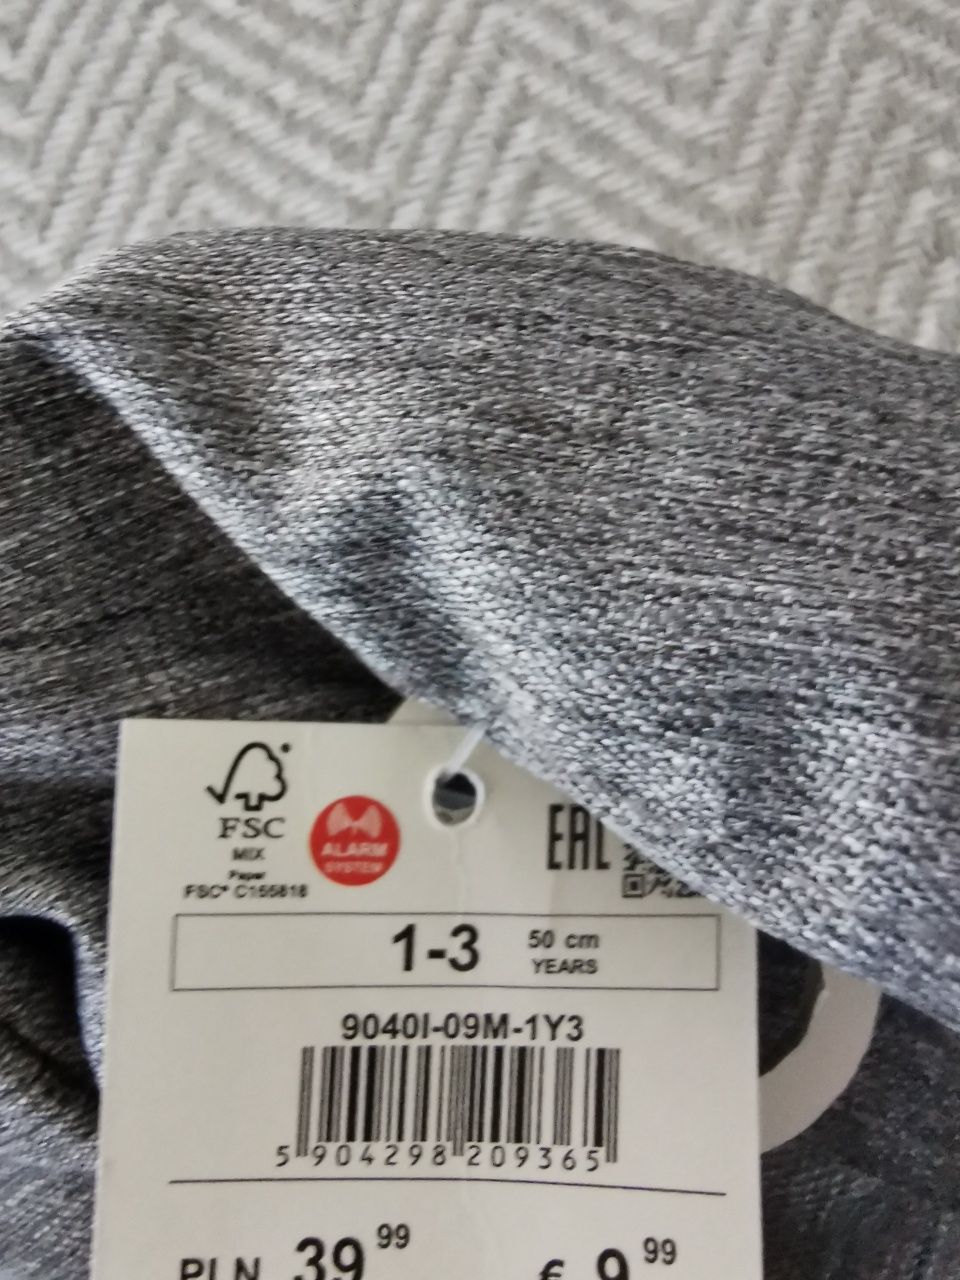 FSC
MIX
Paper
FSC® C155818
ALARM
SYSTEM
EAC
1-3 50 cm
YEARS
9040I-09M-1Y3
5 904298 209365
PLN 39 99 € 9 99